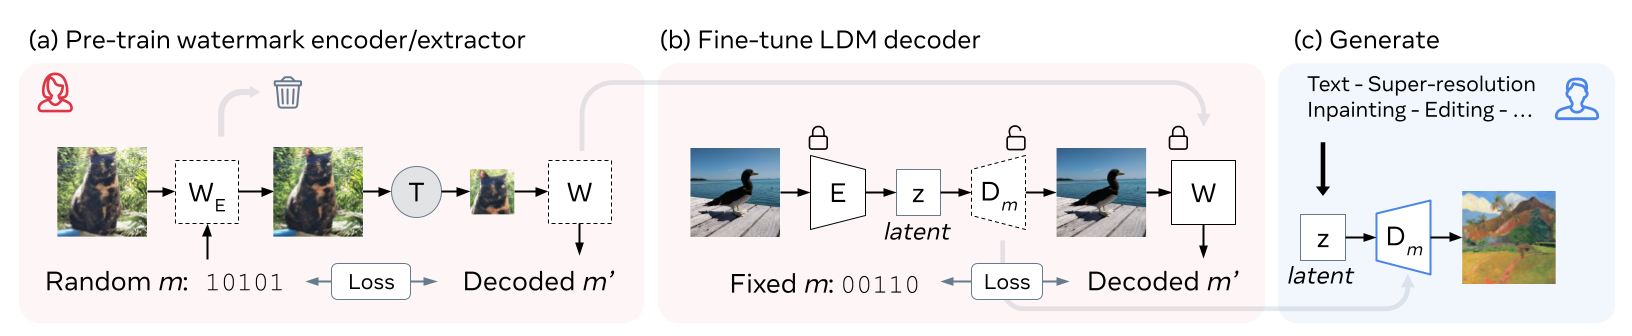 (a) Pre-train watermark encoder/extractor
W_E
T
W
Random m: 10101
Loss
Decoded m'
(b) Fine-tune LDM decoder
E
z
latent
D_m
W
Fixed m: 00110
Loss
Decoded m'
(c) Generate
Text - Super-resolution
Inpainting - Editing - ...
z
latent
D_m